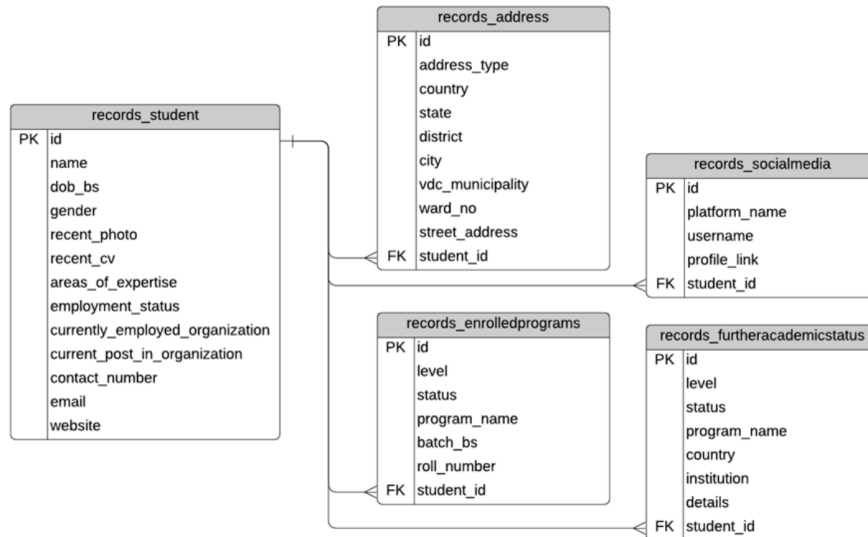 records_student
PK id
name
dob_bs
gender
recent_photo
recent_cv
areas_of_expertise
employment_status
currently_employed_organization
current_post_in_organization
contact_number
email
website
records_address
PK id
address_type
country
state
district
city
vdc_municipality
ward_no
street_address
FK student_id
records_socialmedia
PK id
platform_name
username
profile_link
FK student_id
records_enrolledprograms
PK id
level
status
program_name
batch_bs
roll_number
FK student_id
records_furtheracademicstatus
PK id
level
status
program_name
country
institution
details
FK student_id